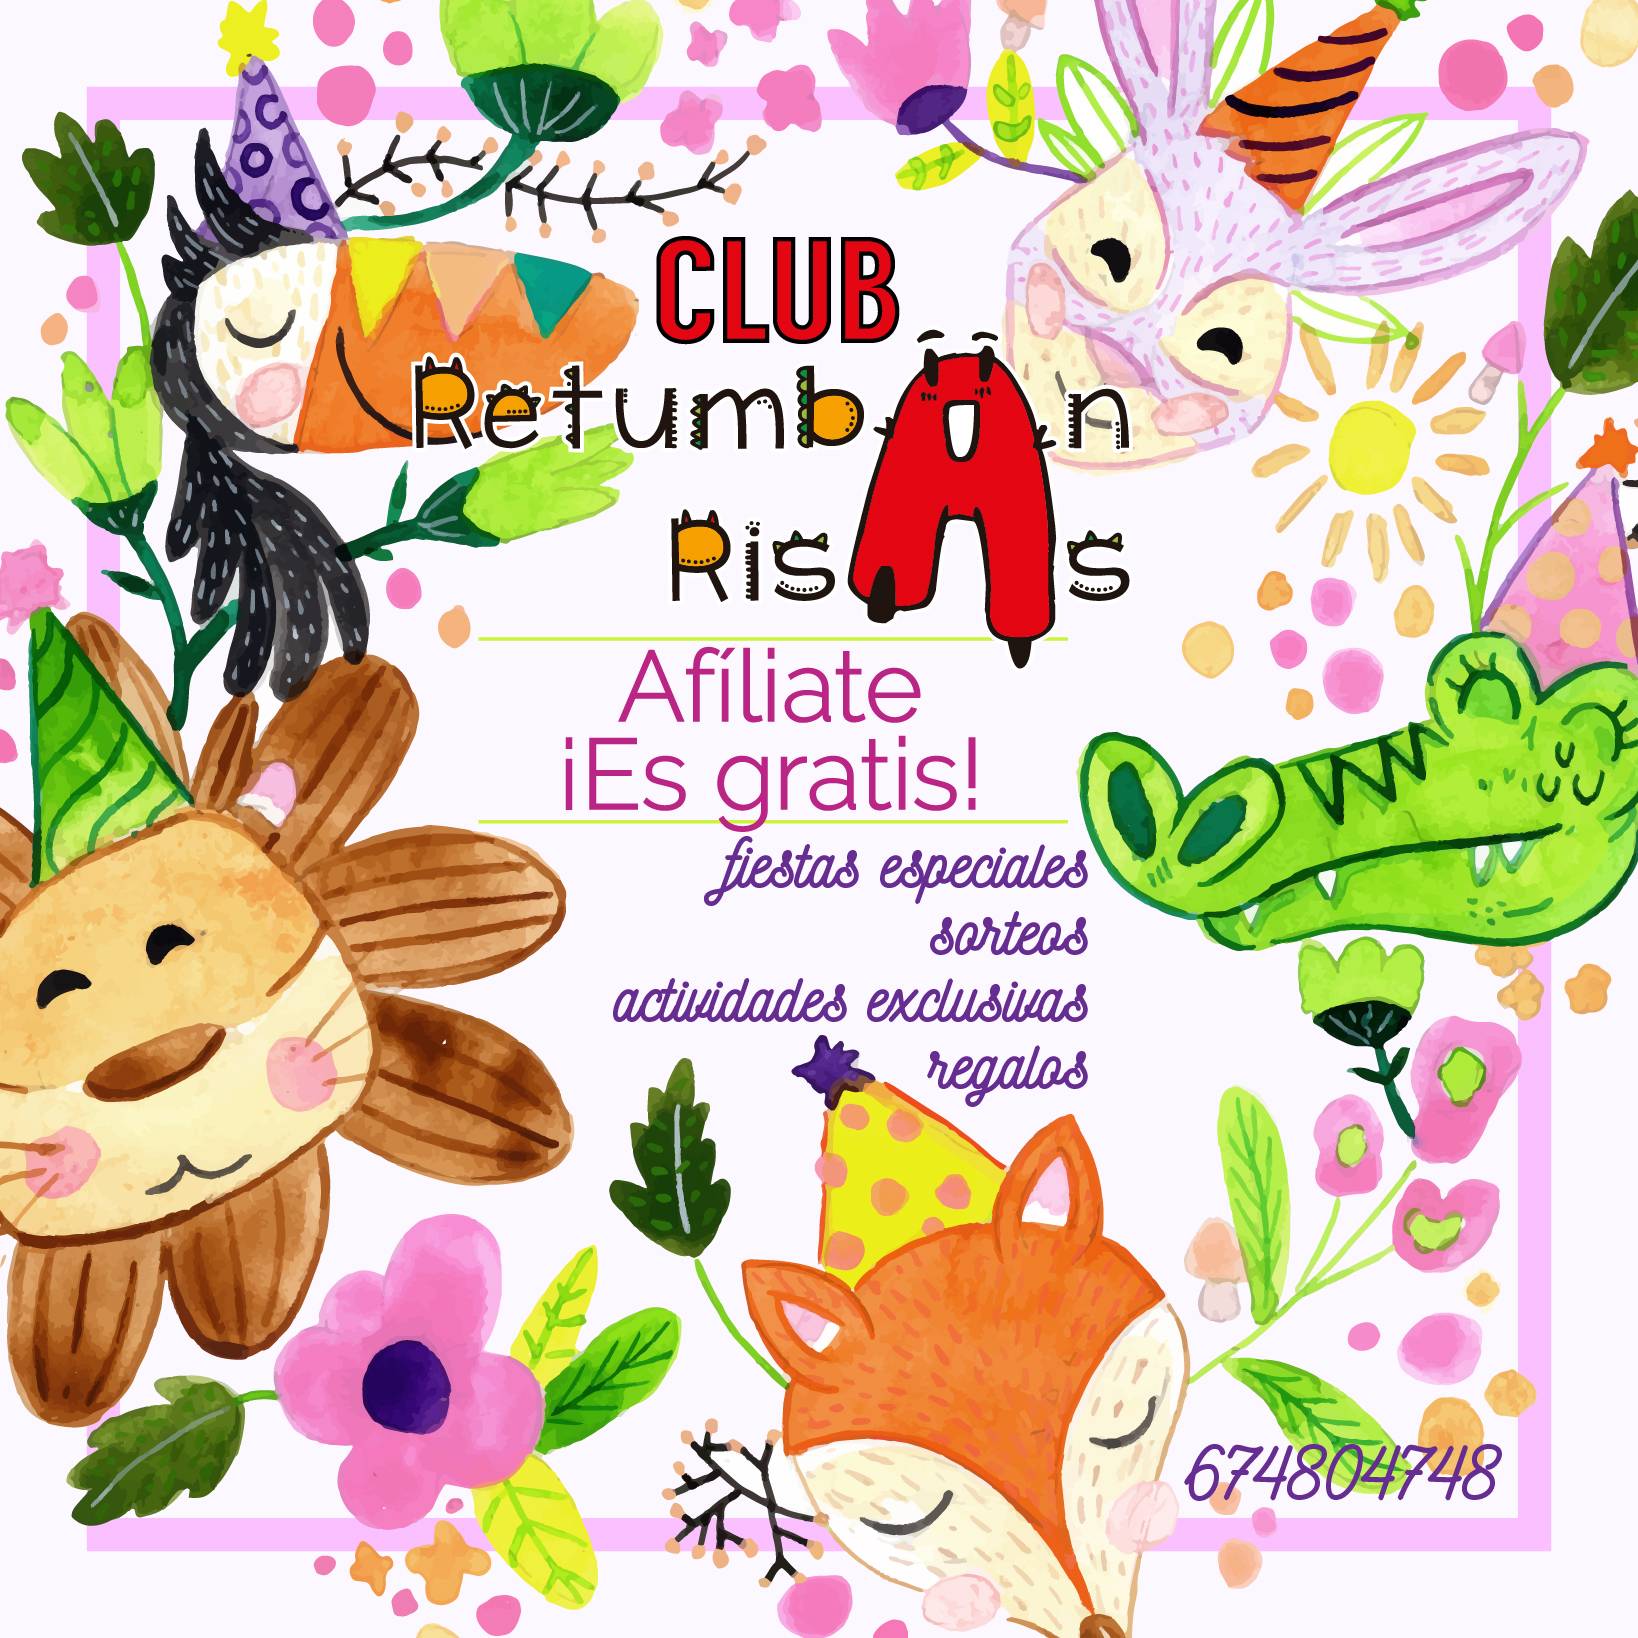 CLUB
RetumbAn
RisAs
Afíliate
¡Es gratis!
fiestas especiales
sorteos
actividades exclusivas
regalos
674804748